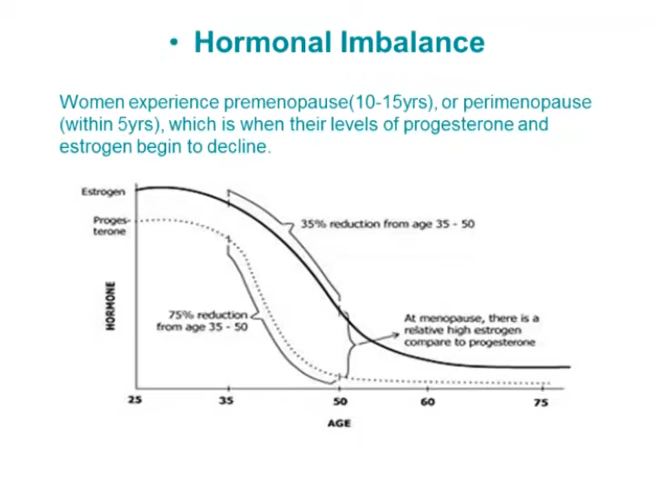 • Hormonal Imbalance
Women experience premenopause(10-15yrs), or perimenopause
(within 5yrs), which is when their levels of progesterone and
estrogen begin to decline.
Estrogen
Proges-
terone
35% reduction from age 35 - 50
75% reduction
from age 35 - 50
At menopause, there is a
relative high estrogen
compare to progesterone
HORMONE
25 35 50 60 75
AGE